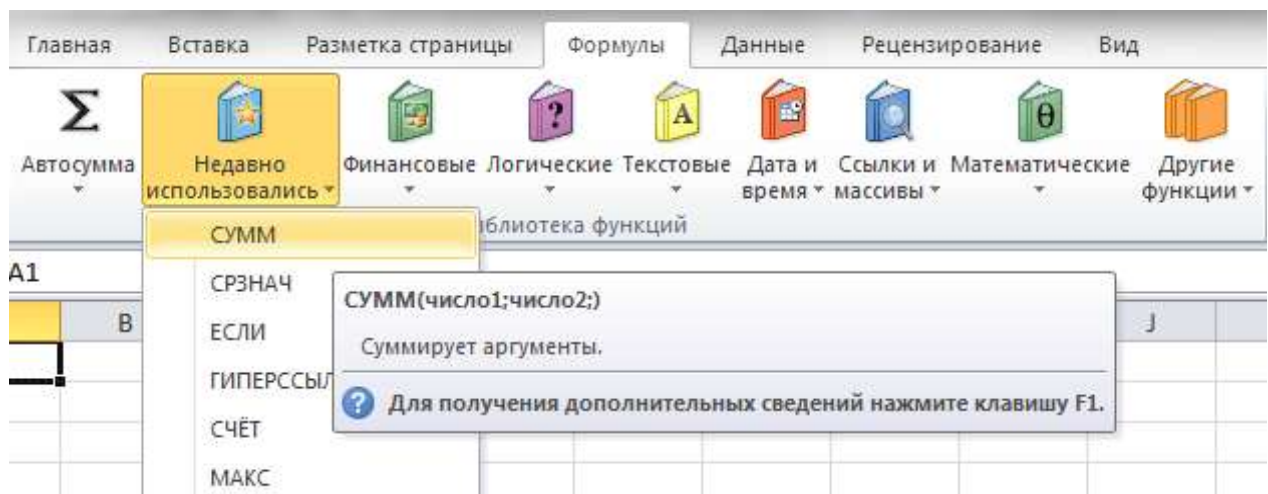 Главная Вставка Разметка страницы Формулы Данные Рецензирование Вид
Σ ? A θ
Автосумма Недавно использовались Финансовые Логические Текстовые Дата и время Ссылки и массивы Математические Другие функции
иблиотека функций
СУММ
A1
СРЗНАЧ
СУММ(число1;число2;)
B J
ЕСЛИ
Суммирует аргументы.
ГИПЕРССЫЛ
? Для получения дополнительных сведений нажмите клавишу F1.
СЧЁТ
МАКС